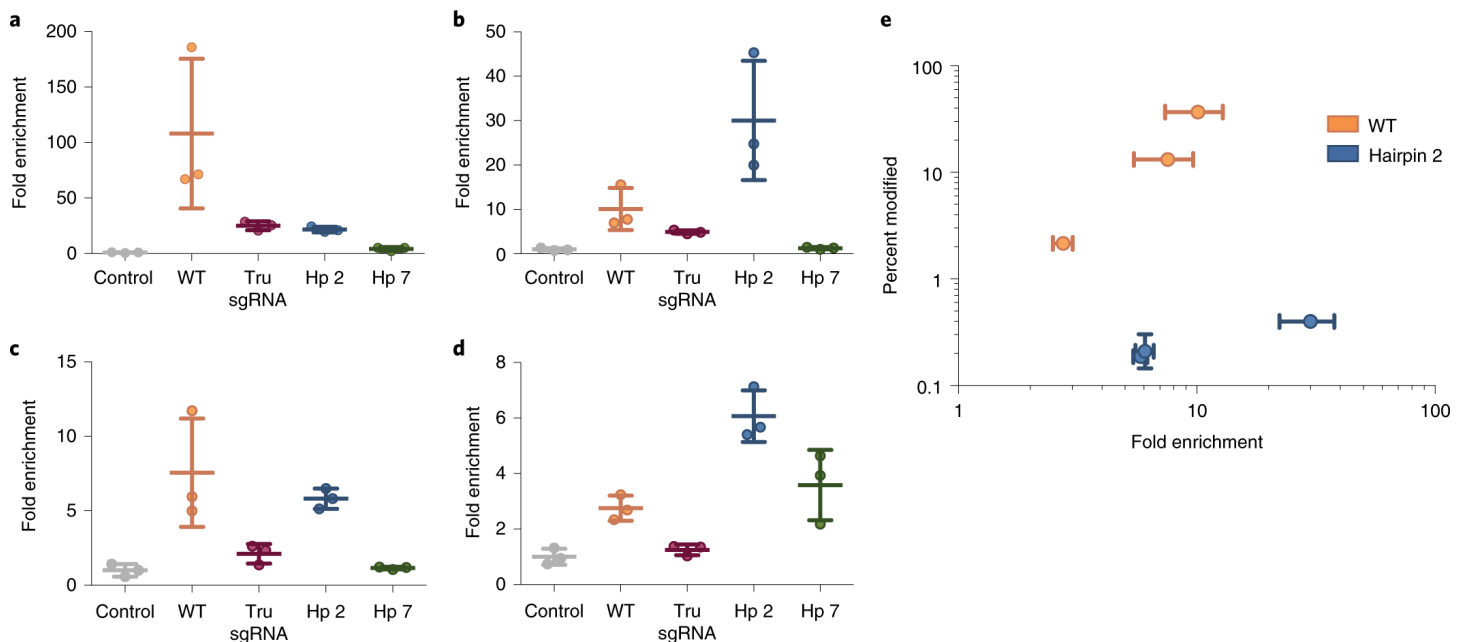 a
Fold enrichment
200
150
100
50
0
Control WT Tru Hp 2 Hp 7
sgRNA
b
Fold enrichment
50
40
30
20
10
0
Control WT Tru Hp 2 Hp 7
sgRNA
c
Fold enrichment
15
10
5
0
Control WT Tru Hp 2 Hp 7
sgRNA
d
Fold enrichment
8
6
4
2
0
Control WT Tru Hp 2 Hp 7
sgRNA
e
Percent modified
100
10
1
0.1
1 10 100
Fold enrichment
WT
Hairpin 2